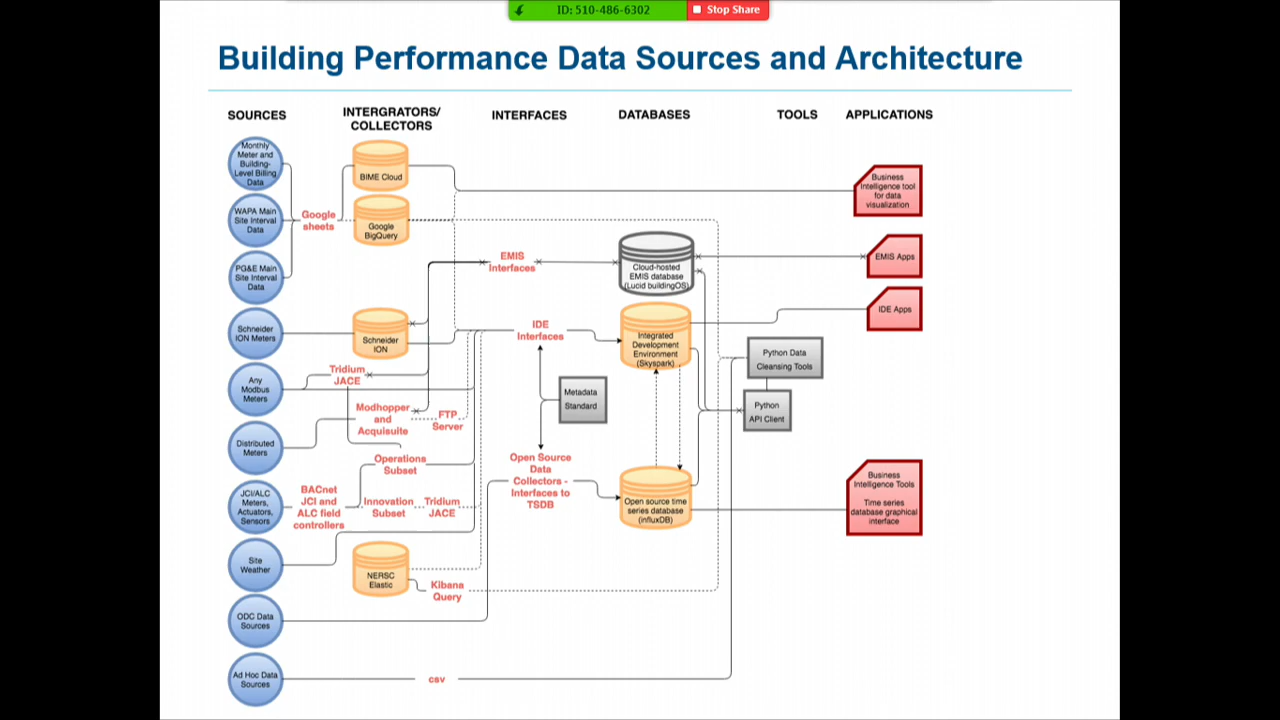 ID: 510-486-6302
Stop Share
Building Performance Data Sources and Architecture
SOURCES
INTERGRATORS/
COLLECTORS
INTERFACES
DATABASES
TOOLS
APPLICATIONS
Monthly
Meter and
Building-
Level Billing
Data
WAPA Main
Site Interval
Data
PG&E Main
Site Interval
Data
Schneider
ION Meters
Any
Modbus
Meters
Distributed
Meters
JCI/ALC
Meters,
Actuators,
Sensors
Site
Weather
ODC Data
Sources
Ad Hoc Data
Sources
Google
sheets
BIME Cloud
Google
BigQuery
Schneider
ION
Tridium
JACE
Modhopper
and
Acquisuite
FTP
Server
Operations
Subset
BACnet
JCI and
ALC field
controllers
Innovation
Subset
Tridium
JACE
NERSC
Elastic
Kibana
Query
csv
EMIS
Interfaces
IDE
Interfaces
Metadata
Standard
Open Source
Data
Collectors -
Interfaces to
TSDB
Cloud-hosted
EMIS database
(Lucid buildingOS)
Integrated
Development
Environment
(Skyspark)
Open source time
series database
(influxDB)
Python Data
Cleansing Tools
Python
API Client
Business
Intelligence tool
for data
visualization
EMIS Apps
IDE Apps
Business
Intelligence Tools
Time series
database graphical
interface